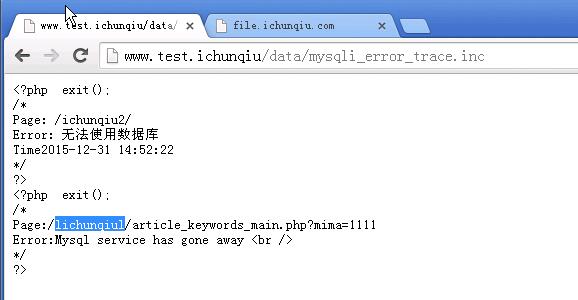 www.test.ichunqiu/data/
file.ichunqiu.com
www.test.ichunqiu/data/mysqli_error_trace.inc
<?php  exit();
/*
Page: /ichunqiu2/
Error: 无法使用数据库
Time2015-12-31 14:52:22
*/
?>
<?php  exit();
/*
Page:/lichunqiul/article_keywords_main.php?mima=1111
Error:Mysql service has gone away <br />
*/
?>